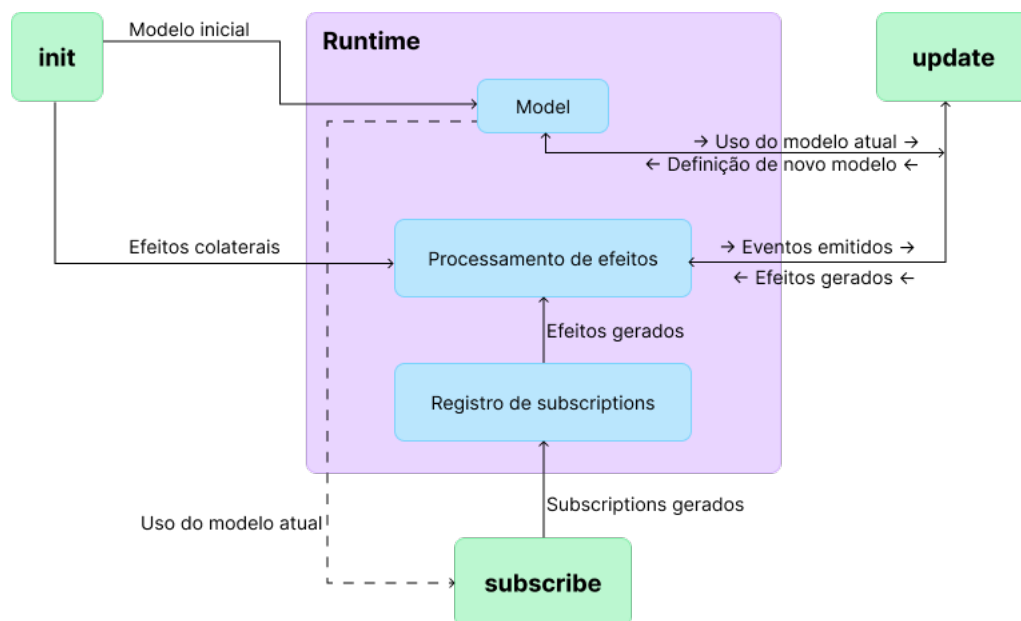 Modelo inicial
init
Runtime
update
Model
→ Uso do modelo atual →
← Definição de novo modelo ←
Efeitos colaterais
Processamento de efeitos
→ Eventos emitidos →
← Efeitos gerados ←
Efeitos gerados
Registro de subscriptions
Subscriptions gerados
Uso do modelo atual
subscribe